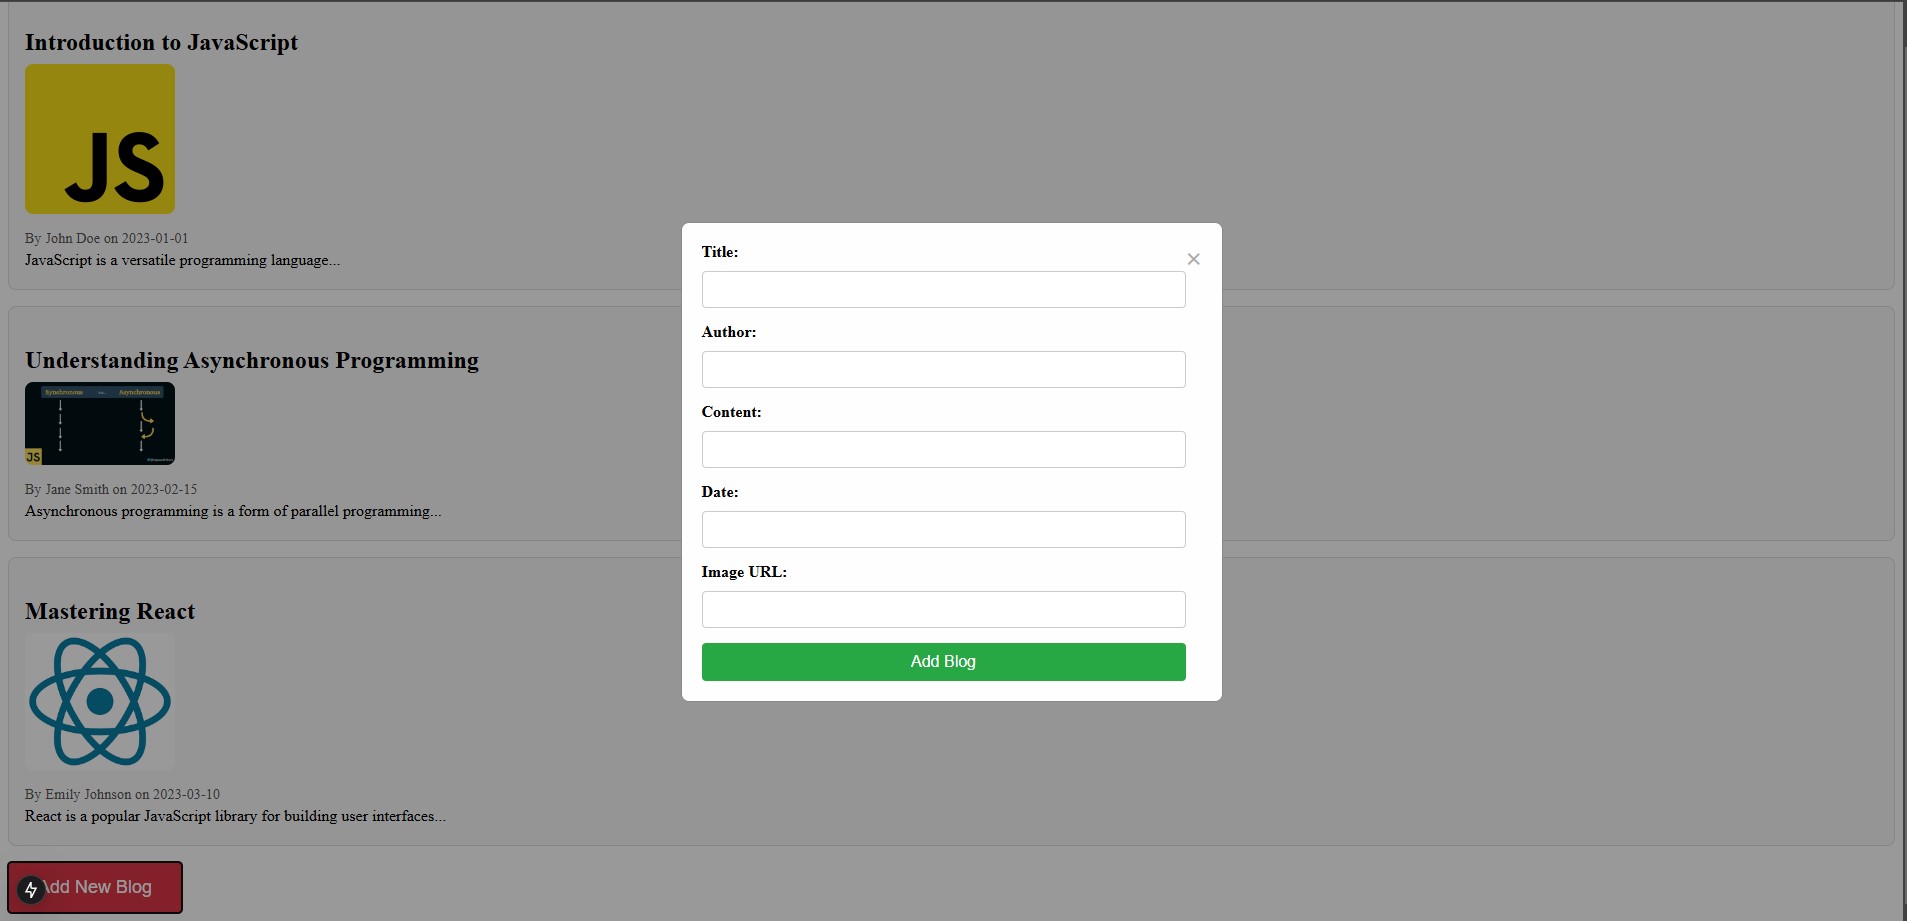 Introduction to JavaScript
JS
By John Doe on 2023-01-01
JavaScript is a versatile programming language...
Understanding Asynchronous Programming
Synchronous vs. Asynchronous
JS
By Jane Smith on 2023-02-15
Asynchronous programming is a form of parallel programming...
Mastering React
By Emily Johnson on 2023-03-10
React is a popular JavaScript library for building user interfaces...
Add New Blog
Title:
×
Author:
Content:
Date:
Image URL:
Add Blog